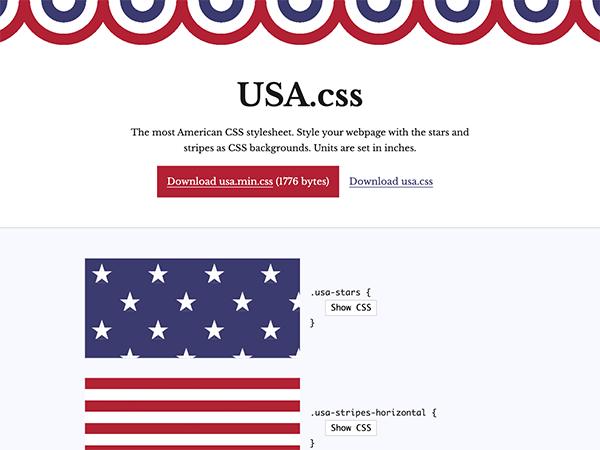 USA.css
The most American CSS stylesheet. Style your webpage with the stars and
stripes as CSS backgrounds. Units are set in inches.
Download usa.min.css (1776 bytes) Download usa.css
.usa-stars {
Show CSS
}
.usa-stripes-horizontal {
Show CSS
}